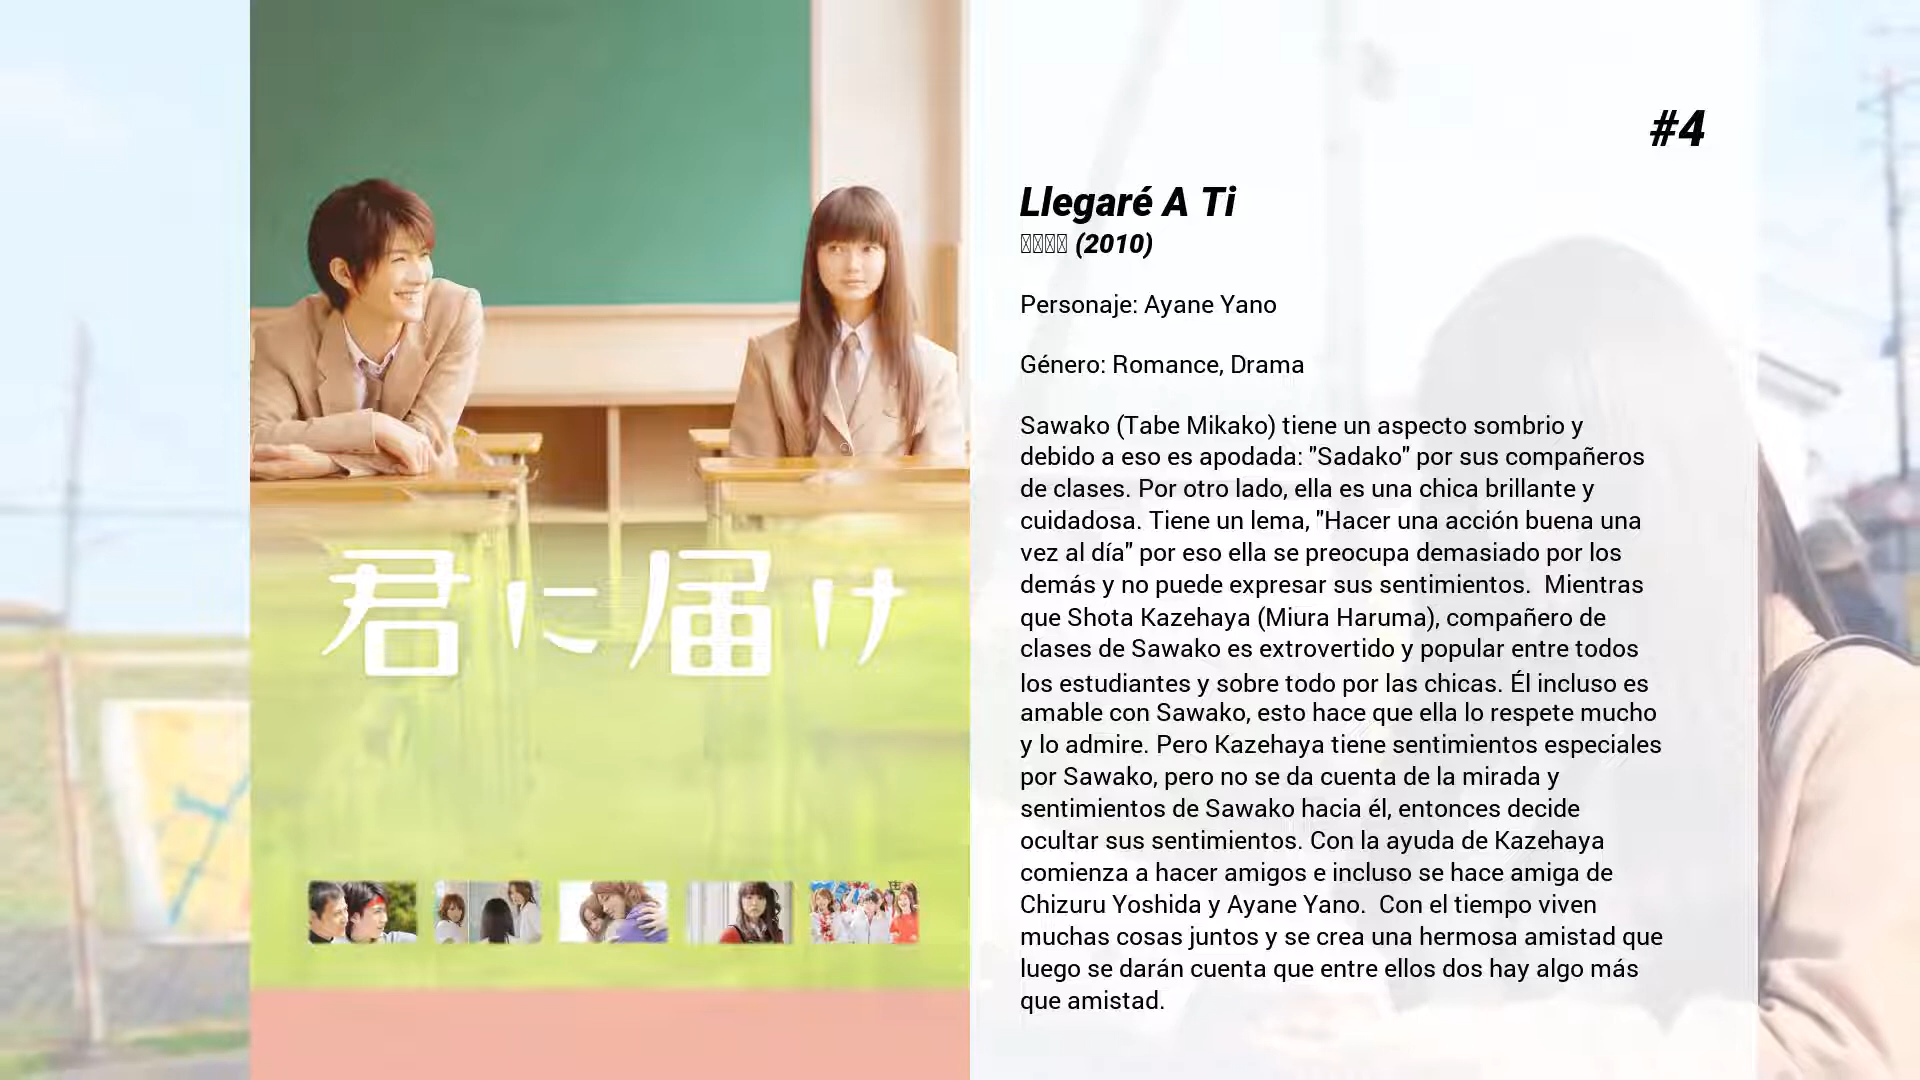 君に届け
#4
Llegaré A Ti
(2010)
Personaje: Ayane Yano
Género: Romance, Drama
Sawako (Tabe Mikako) tiene un aspecto sombrio y
debido a eso es apodada: "Sadako" por sus compañeros
de clases. Por otro lado, ella es una chica brillante y
cuidadosa. Tiene un lema, "Hacer una acción buena una
vez al día" por eso ella se preocupa demasiado por los
demás y no puede expresar sus sentimientos.  Mientras
que Shota Kazehaya (Miura Haruma), compañero de
clases de Sawako es extrovertido y popular entre todos
los estudiantes y sobre todo por las chicas. Él incluso es
amable con Sawako, esto hace que ella lo respete mucho
y lo admire. Pero Kazehaya tiene sentimientos especiales
por Sawako, pero no se da cuenta de la mirada y
sentimientos de Sawako hacia él, entonces decide
ocultar sus sentimientos. Con la ayuda de Kazehaya
comienza a hacer amigos e incluso se hace amiga de
Chizuru Yoshida y Ayane Yano.  Con el tiempo viven
muchas cosas juntos y se crea una hermosa amistad que
luego se darán cuenta que entre ellos dos hay algo más
que amistad.